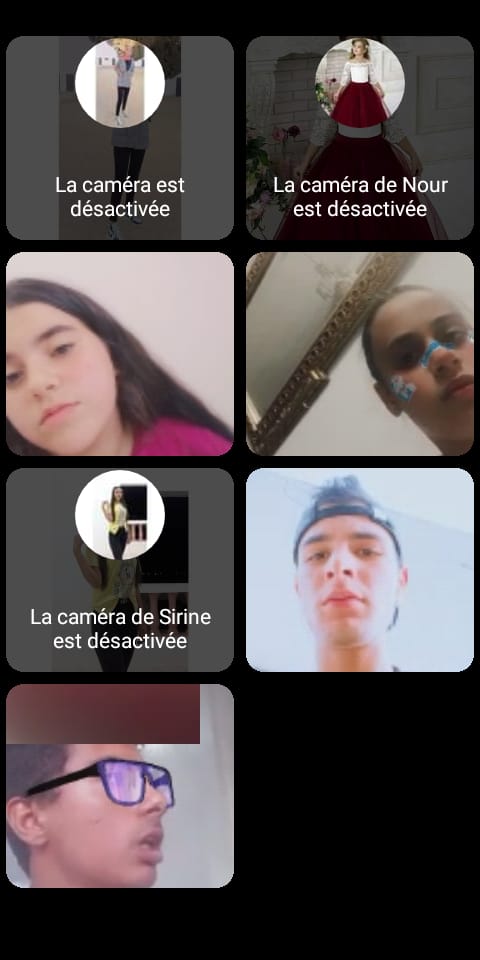 La caméra est
désactivée
La caméra de Nour
est désactivée
La caméra de Sirine
est désactivée